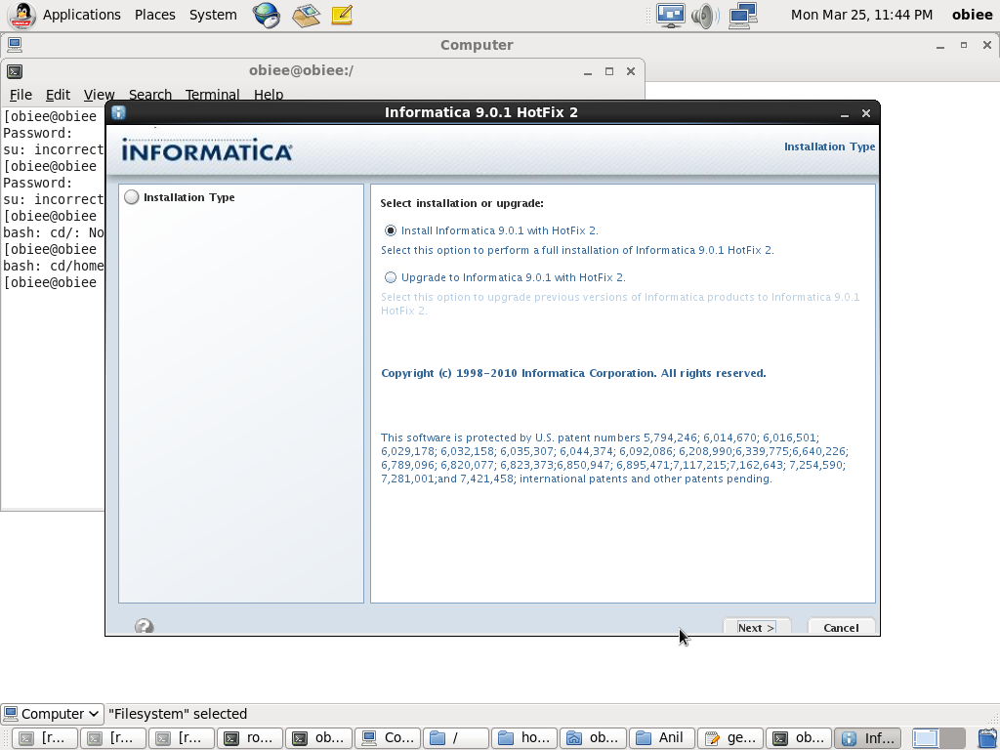 Applications Places System
Mon Mar 25, 11:44 PM obiee
Computer
obiee@obiee:/
File Edit View Search Terminal Help
[obiee@obiee
Password:
su: incorrect
[obiee@obiee
Password:
su: incorrect
[obiee@obiee
bash: cd/: No
[obiee@obiee
bash: cd/home
[obiee@obiee
Informatica 9.0.1 HotFix 2
INFORMATICA
Installation Type
Installation Type
Select installation or upgrade:
Install Informatica 9.0.1 with HotFix 2.
Select this option to perform a full installation of Informatica 9.0.1 HotFix 2.
Upgrade to Informatica 9.0.1 with HotFix 2.
Select this option to upgrade previous versions of Informatica products to Informatica 9.0.1
HotFix 2.
Copyright (c) 1998-2010 Informatica Corporation. All rights reserved.
This software is protected by U.S. patent numbers 5,794,246; 6,014,670; 6,016,501;
6,029,178; 6,032,158; 6,035,307; 6,044,374; 6,092,086; 6,208,990;6,339,775;6,640,226;
6,789,096; 6,820,077; 6,823,373;6,850,947; 6,895,471;7,117,215;7,162,643; 7,254,590;
7,281,001;and 7,421,458; international patents and other patents pending.
?
Next >
Cancel
Computer
"Filesystem" selected
[r...
[r...
[r...
ro...
ob...
Co...
/
ho...
ob...
Anil
ge...
ob...
Inf...